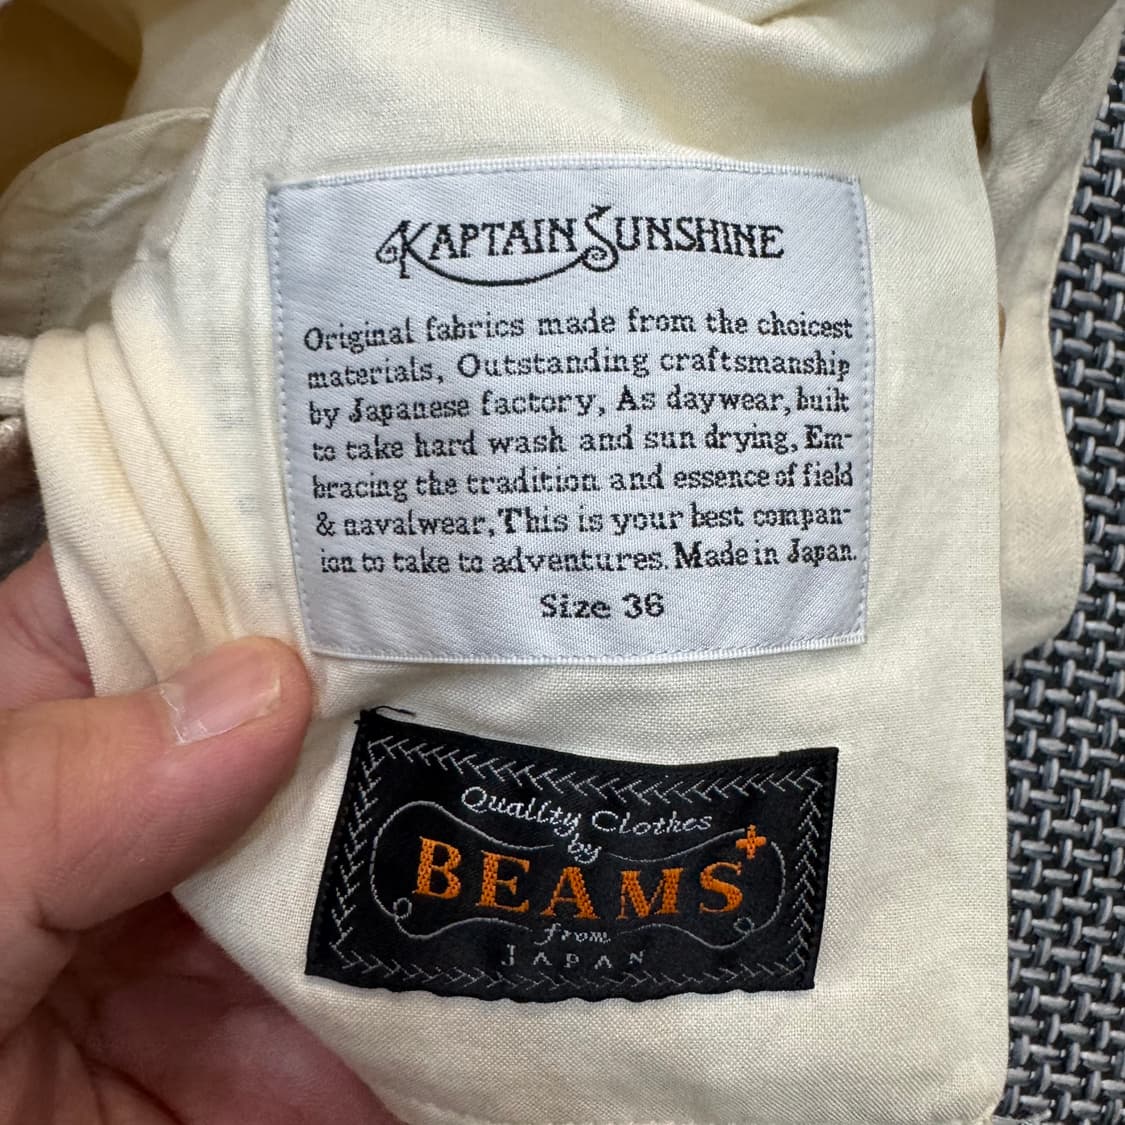 KAPTAIN SUNSHINE
Original fabrics made from the choicest
materials, Outstanding craftsmanship
by Japanese factory, As daywear, built
to take hard wash and sun drying, Em-
bracing the tradition and essence of field
& navalwear, This is your best compan-
ion to take to adventures. Made in Japan.
Size 36
Quality Clothes
by
BEAMS+
from
JAPAN